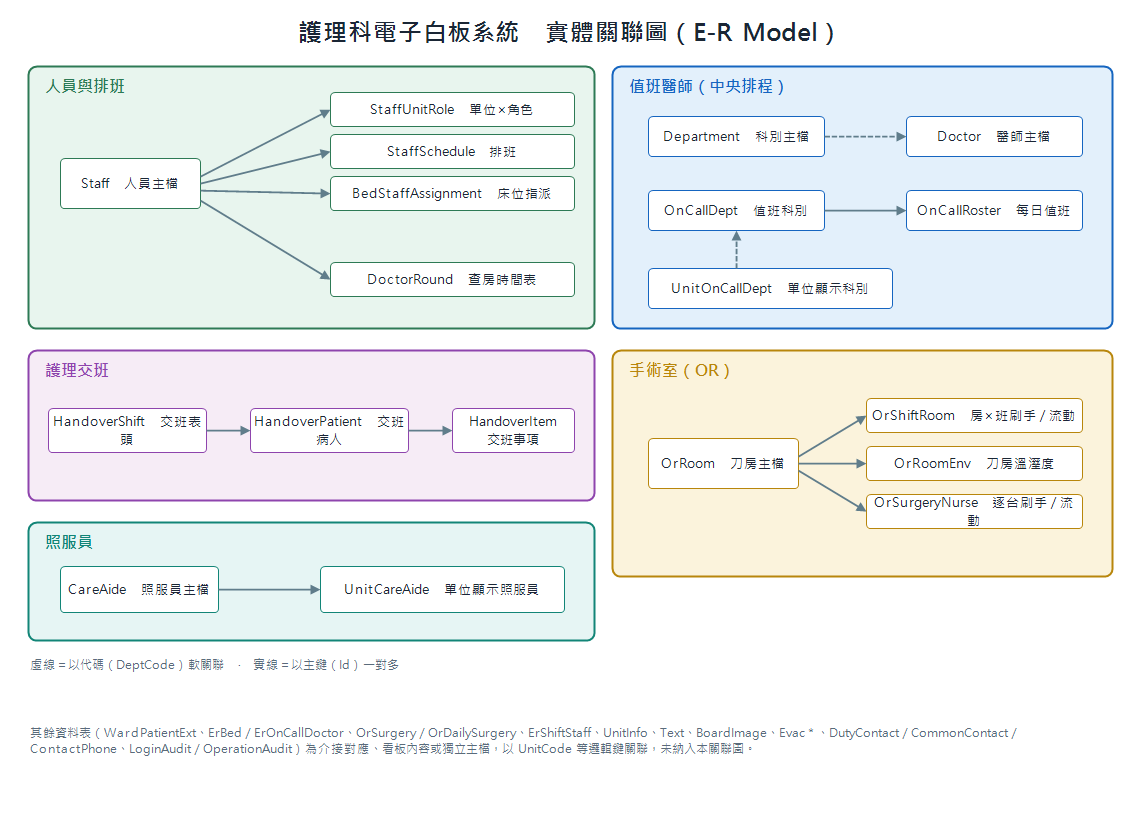 護理科電子白板系統　實體關聯圖（E-R Model）
人員與排班
StaffUnitRole　單位×角色
StaffSchedule　排班
BedStaffAssignment　床位指派
Staff　人員主檔
DoctorRound　查房時間表
值班醫師（中央排程）
Department　科別主檔
Doctor　醫師主檔
OnCallDept　值班科別
OnCallRoster　每日值班
UnitOnCallDept　單位顯示科別
護理交班
HandoverShift　交班表
頭
HandoverPatient　交班
病人
HandoverItem
交班事項
手術室（OR）
OrShiftRoom　房×班刷手／流動
OrRoom　刀房主檔
OrRoomEnv　刀房溫溼度
OrSurgeryNurse　逐台刷手／流
動
照服員
CareAide　照服員主檔
UnitCareAide　單位顯示照服員
虛線＝以代碼（DeptCode）軟關聯　·　實線＝以主鍵（Id）一對多
其餘資料表（WardPatientExt、ErBed / ErOnCallDoctor、OrSurgery / OrDailySurgery、ErShiftStaff、UnitInfo、Text、BoardImage、Evac*、DutyContact / CommonContact /
ContactPhone、LoginAudit / OperationAudit）為介接對應、看板內容或獨立主檔，以 UnitCode 等邏輯鍵關聯，未納入本關聯圖。